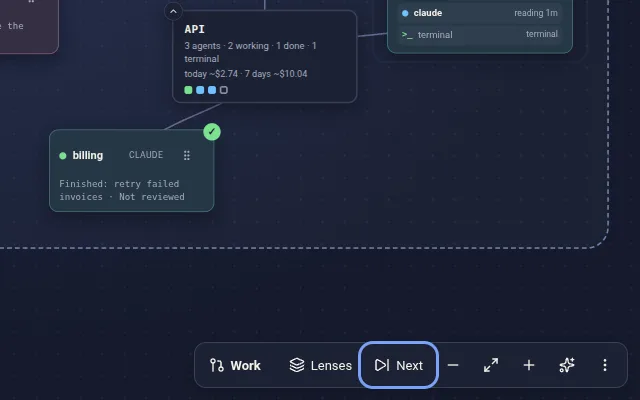 e the
API
3 agents · 2 working · 1 done · 1
terminal
today ~$2.74 · 7 days ~$10.04
claude reading 1m
>_ terminal terminal
billing CLAUDE
Finished: retry failed
invoices · Not reviewed
Work Lenses Next